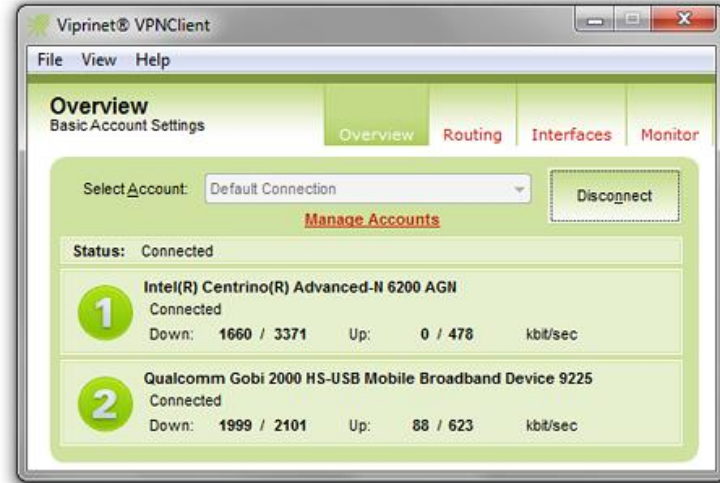 Viprinet® VPNClient
File View Help
Overview
Basic Account Settings
Overview Routing Interfaces Monitor
Select Account: Default Connection Disconnect
Manage Accounts
Status: Connected
1 Intel(R) Centrino(R) Advanced-N 6200 AGN
Connected
Down: 1660 / 3371 Up: 0 / 478 kbit/sec
2 Qualcomm Gobi 2000 HS-USB Mobile Broadband Device 9225
Connected
Down: 1999 / 2101 Up: 88 / 623 kbit/sec